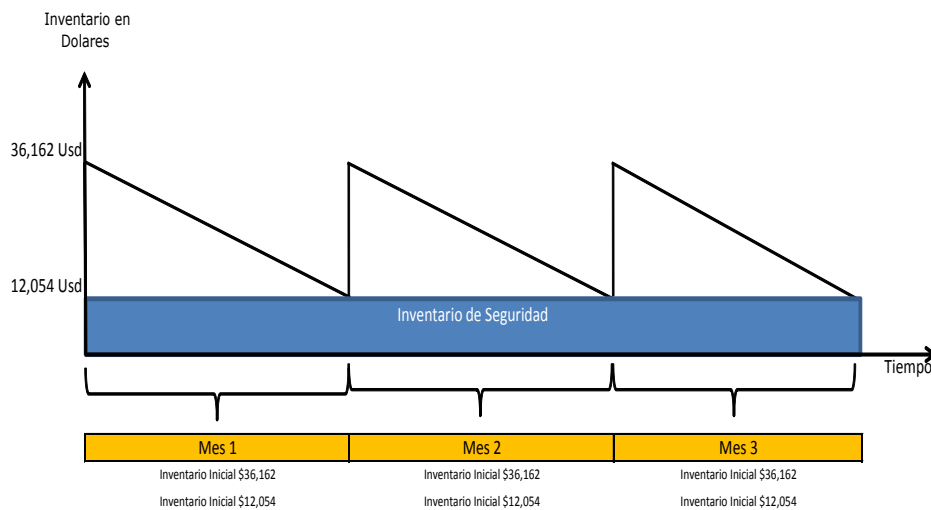 Inventario en
Dolares
36,162 Usd
12,054 Usd
Inventario de Seguridad
Tiempo
Mes 1 Mes 2 Mes 3
Inventario Inicial $36,162 Inventario Inicial $36,162 Inventario Inicial $36,162
Inventario Inicial $12,054 Inventario Inicial $12,054 Inventario Inicial $12,054